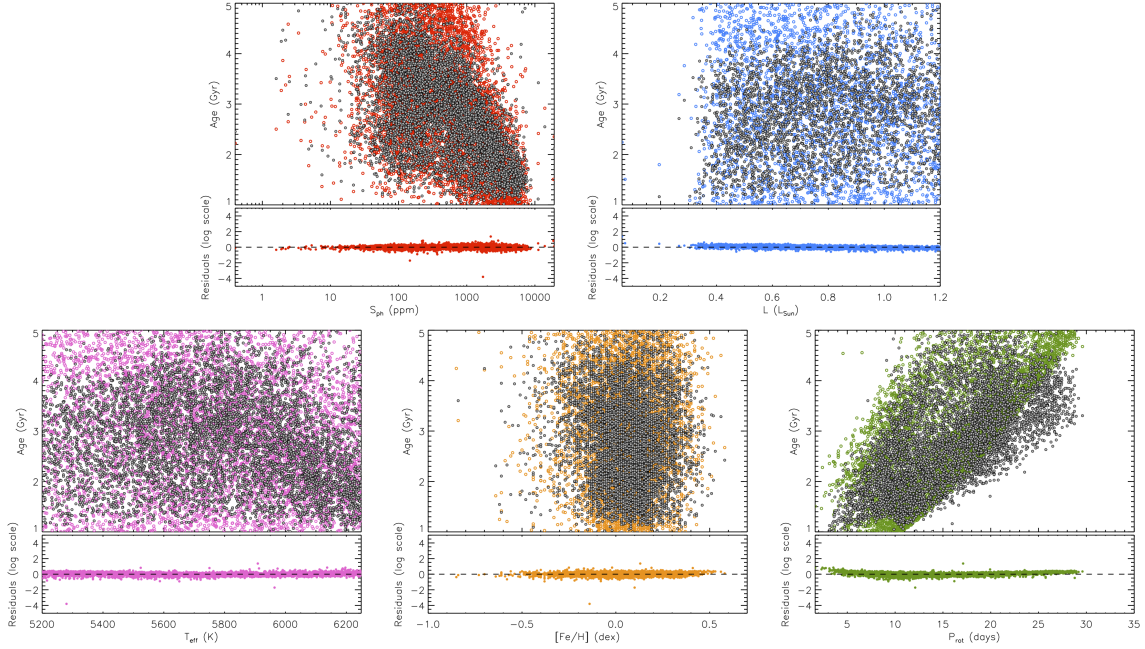 5 5
4 4
3 3
2 2
1 1
Age (Gyr) Age (Gyr)
4 4
2 2
0 0
−2 −2
−4 −4
Residuals (log scale) Residuals (log scale)
1 10 100 1000 10000 0.2 0.4 0.6 0.8 1.0 1.2
S_ph (ppm) L (L_Sun)
5 5 5
4 4 4
3 3 3
2 2 2
1 1 1
Age (Gyr) Age (Gyr) Age (Gyr)
4 4 4
2 2 2
0 0 0
−2 −2 −2
−4 −4 −4
Residuals (log scale) Residuals (log scale) Residuals (log scale)
5200 5400 5600 5800 6000 6200 −1.0 −0.5 0.0 0.5 5 10 15 20 25 30 35
T_eff (K) [Fe/H] (dex) P_rot (days)